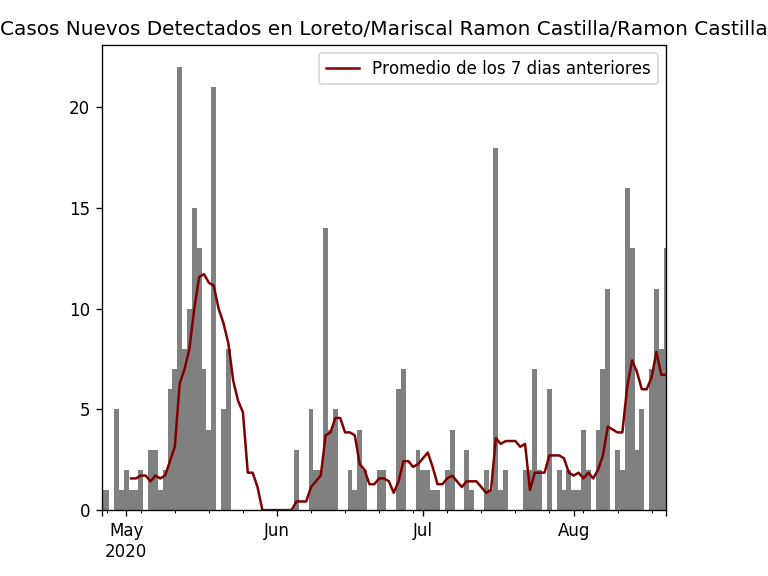 Casos Nuevos Detectados en Loreto/Mariscal Ramon Castilla/Ramon Castilla
Promedio de los 7 dias anteriores
20
15
10
5
0
May Jun Jul Aug
2020